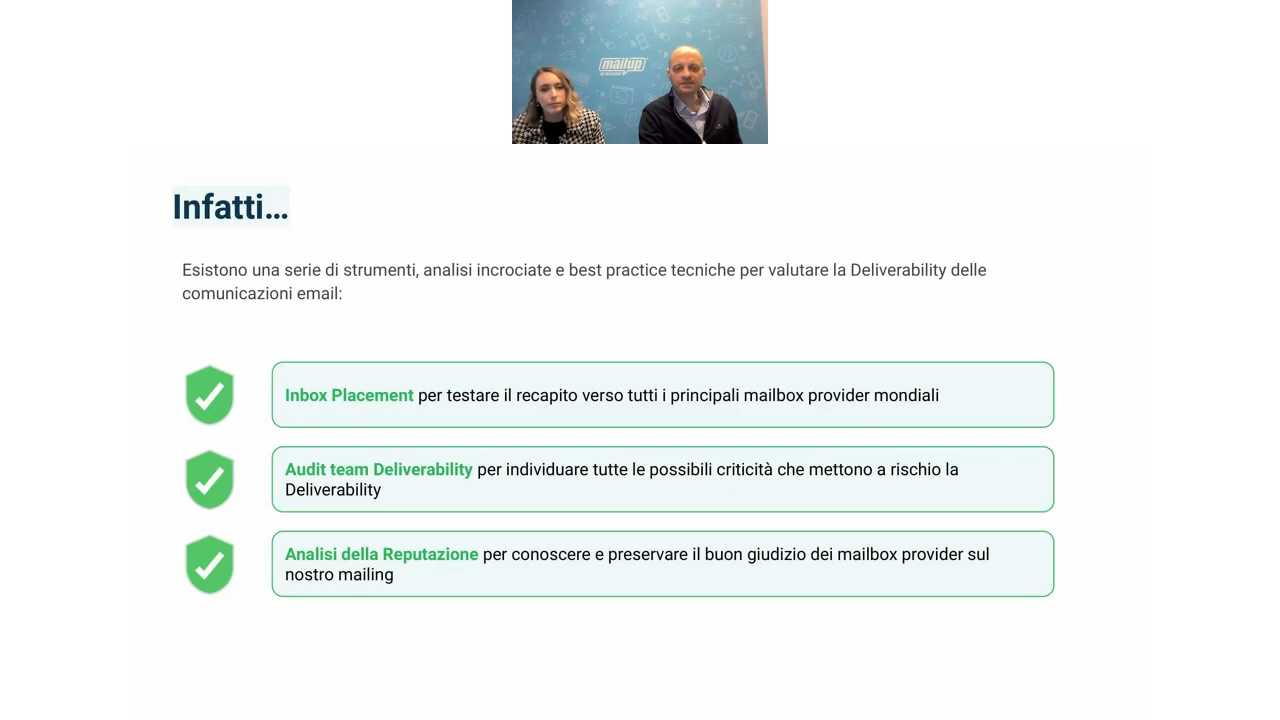 mailup
Infatti...
Esistono una serie di strumenti, analisi incrociate e best practice tecniche per valutare la Deliverability delle
comunicazioni email:
Inbox Placement per testare il recapito verso tutti i principali mailbox provider mondiali
Audit team Deliverability per individuare tutte le possibili criticità che mettono a rischio la
Deliverability
Analisi della Reputazione per conoscere e preservare il buon giudizio dei mailbox provider sul
nostro mailing